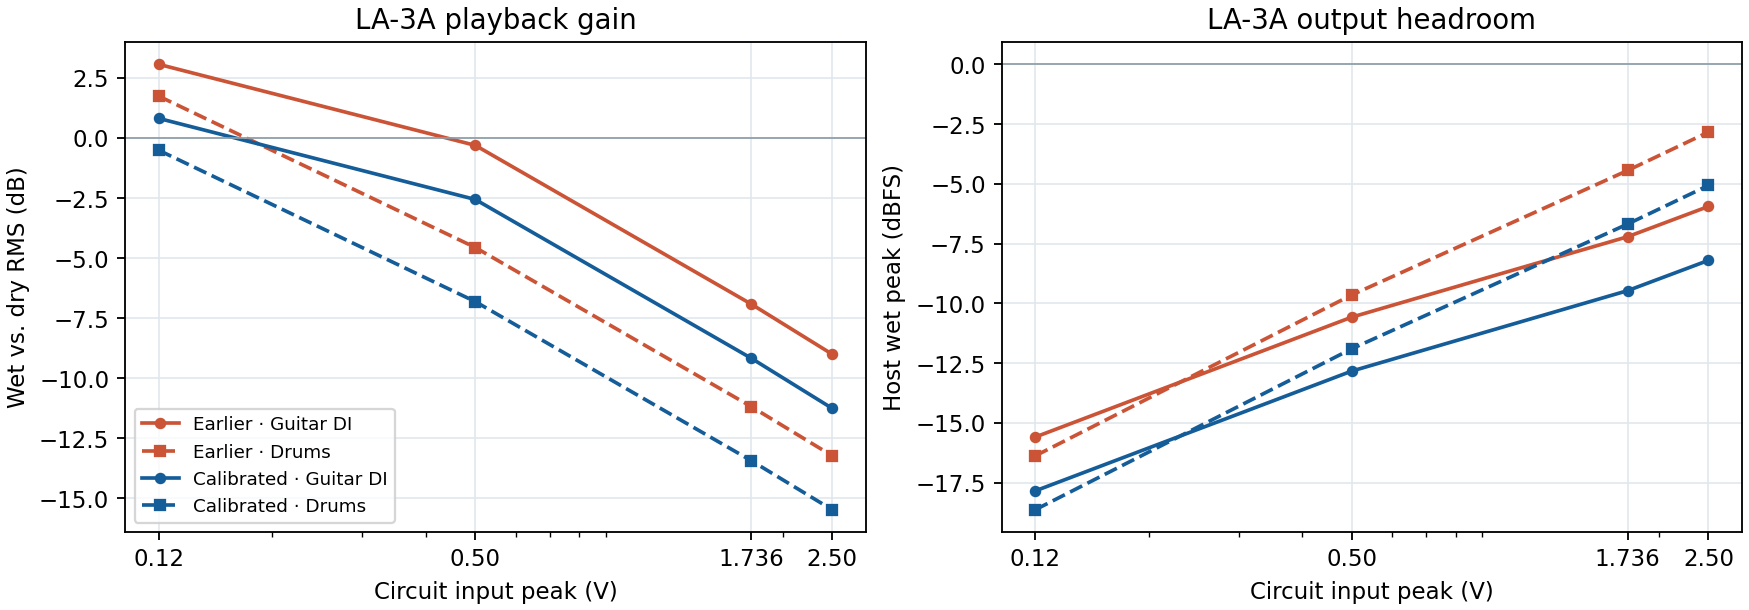 LA-3A playback gain
Wet vs. dry RMS (dB)
2.5
0.0
−2.5
−5.0
−7.5
−10.0
−12.5
−15.0
Earlier · Guitar DI
Earlier · Drums
Calibrated · Guitar DI
Calibrated · Drums
0.12 0.50 1.736 2.50
Circuit input peak (V)
LA-3A output headroom
Host wet peak (dBFS)
0.0
−2.5
−5.0
−7.5
−10.0
−12.5
−15.0
−17.5
0.12 0.50 1.736 2.50
Circuit input peak (V)